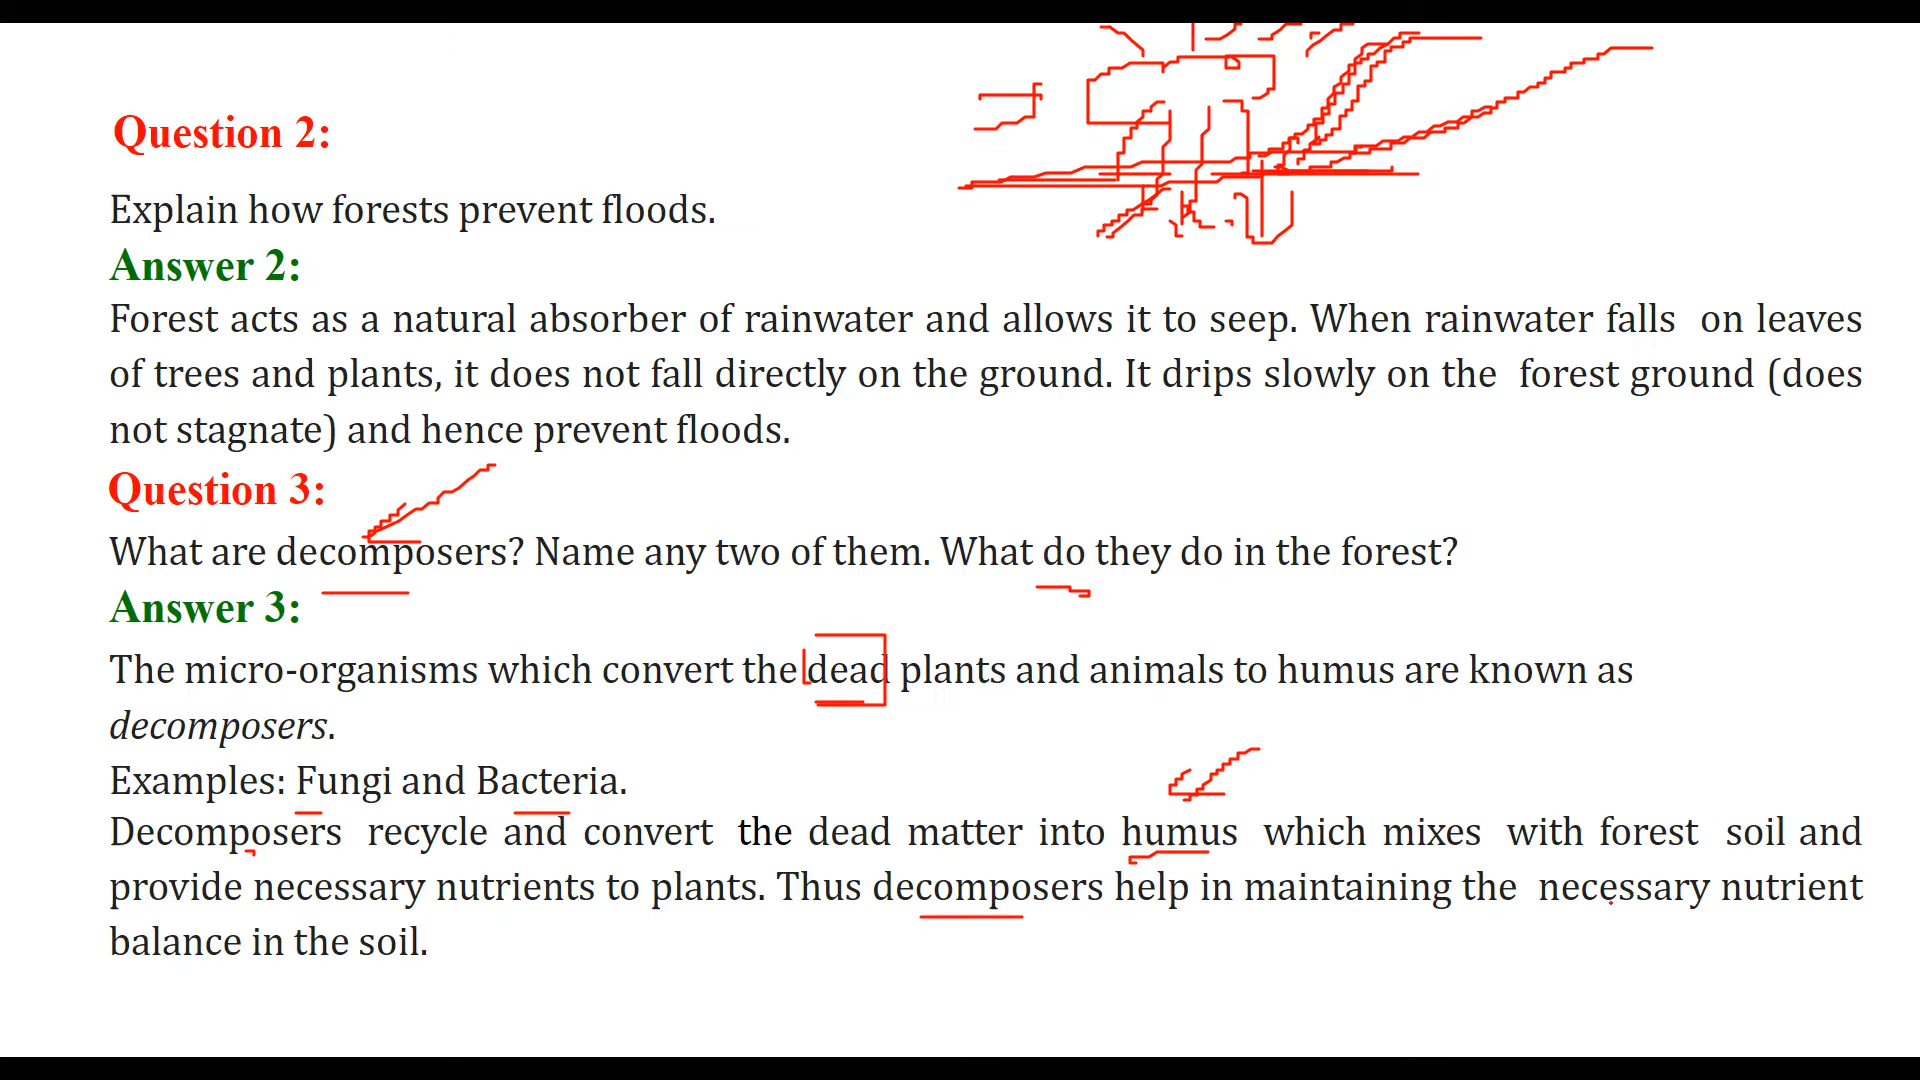 Question 2:
Explain how forests prevent floods.
Answer 2:
Forest acts as a natural absorber of rainwater and allows it to seep. When rainwater falls on leaves
of trees and plants, it does not fall directly on the ground. It drips slowly on the forest ground (does
not stagnate) and hence prevent floods.
Question 3:
What are decomposers? Name any two of them. What do they do in the forest?
Answer 3:
The micro-organisms which convert the dead plants and animals to humus are known as
decomposers.
Examples: Fungi and Bacteria.
Decomposers recycle and convert the dead matter into humus which mixes with forest soil and
provide necessary nutrients to plants. Thus decomposers help in maintaining the necessary nutrient
balance in the soil.